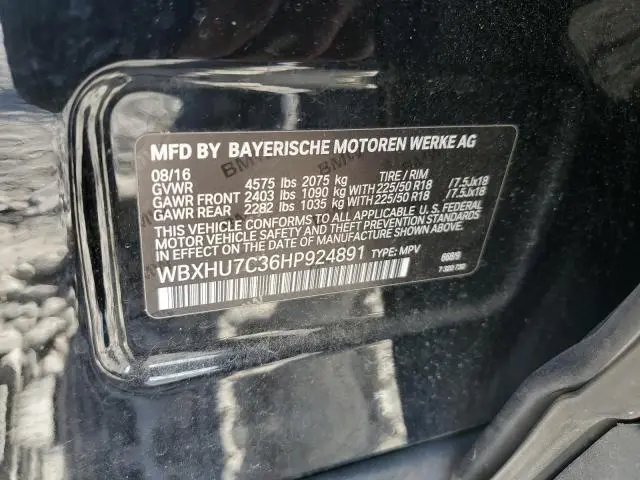 MFD BY BAYERISCHE MOTOREN WERKE AG
08/16 TIRE / RIM
GVWR 4575 lbs 2075 kg
GAWR FRONT 2403 lbs 1090 kg WITH 225/50 R18 /7.5Jx18
GAWR REAR 2282 lbs 1035 kg WITH 225/50 R18 /7.5Jx18
THIS VEHICLE CONFORMS TO ALL APPLICABLE U.S. FEDERAL
MOTOR VEHICLE SAFETY AND THEFT PREVENTION STANDARDS
IN EFFECT ON THE DATE OF MANUFACTURE SHOWN ABOVE.
WBXHU7C36HP924891 TYPE: MPV